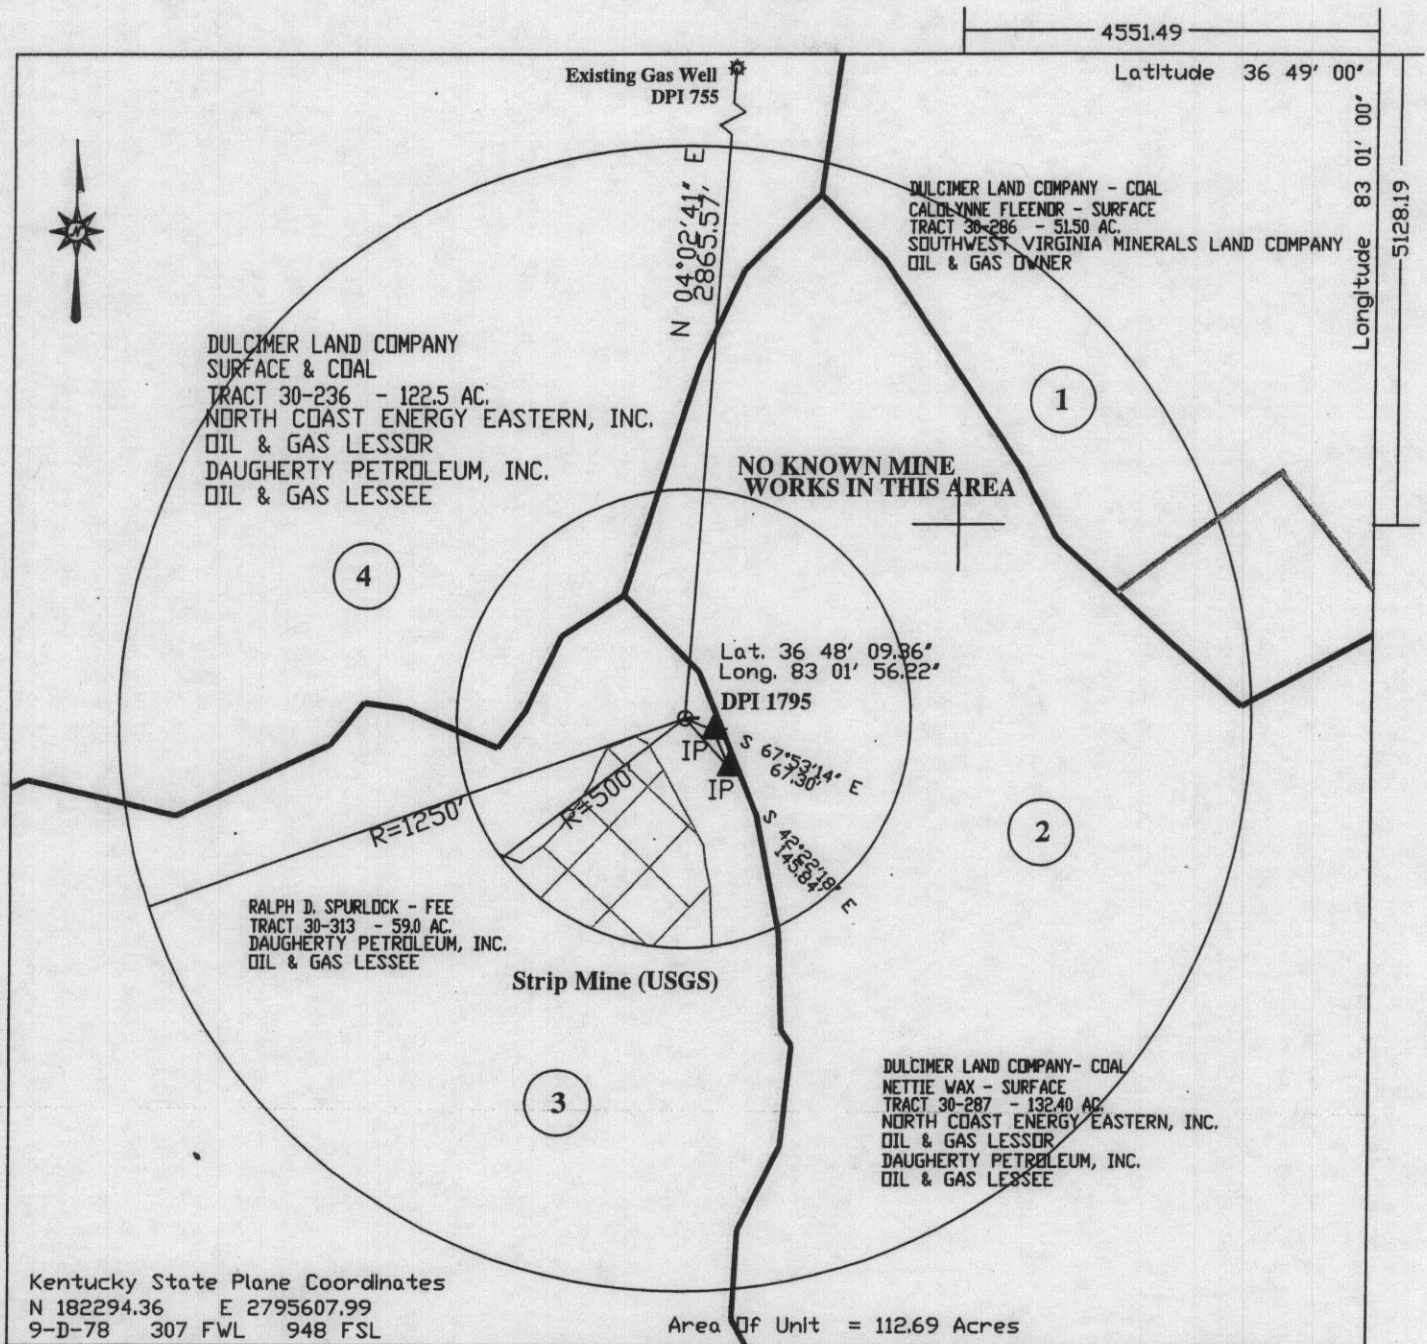 4551.49
Latitude 36 49' 00"
Longitude 83 01' 00"
5128.19
Existing Gas Well
DPI 755
N
N 04°02'41" E
2865.57'
DULCIMER LAND COMPANY - COAL
CALOLYNNE FLEENOR - SURFACE
TRACT 30-286 - 51.50 AC.
SOUTHWEST VIRGINIA MINERALS LAND COMPANY
OIL & GAS OWNER
DULCIMER LAND COMPANY
SURFACE & COAL
TRACT 30-236 - 122.5 AC.
NORTH COAST ENERGY EASTERN, INC.
OIL & GAS LESSOR
DAUGHERTY PETROLEUM, INC.
OIL & GAS LESSEE
1
NO KNOWN MINE
WORKS IN THIS AREA
4
Lat. 36 48' 09.36"
Long. 83 01' 56.22"
DPI 1795
IP
IP
S 67°53'14" E
67.30'
S 42°22'18" E
145.84'
R=1250'
R=500'
2
RALPH D. SPURLOCK - FEE
TRACT 30-313 - 59.0 AC.
DAUGHERTY PETROLEUM, INC.
OIL & GAS LESSEE
Strip Mine (USGS)
3
DULCIMER LAND COMPANY- COAL
NETTIE WAX - SURFACE
TRACT 30-287 - 132.40 AC.
NORTH COAST ENERGY EASTERN, INC.
OIL & GAS LESSOR
DAUGHERTY PETROLEUM, INC.
OIL & GAS LESSEE
Kentucky State Plane Coordinates
N 182294.36 E 2795607.99
9-D-78 307 FWL 948 FSL
Area Of Unit = 112.69 Acres